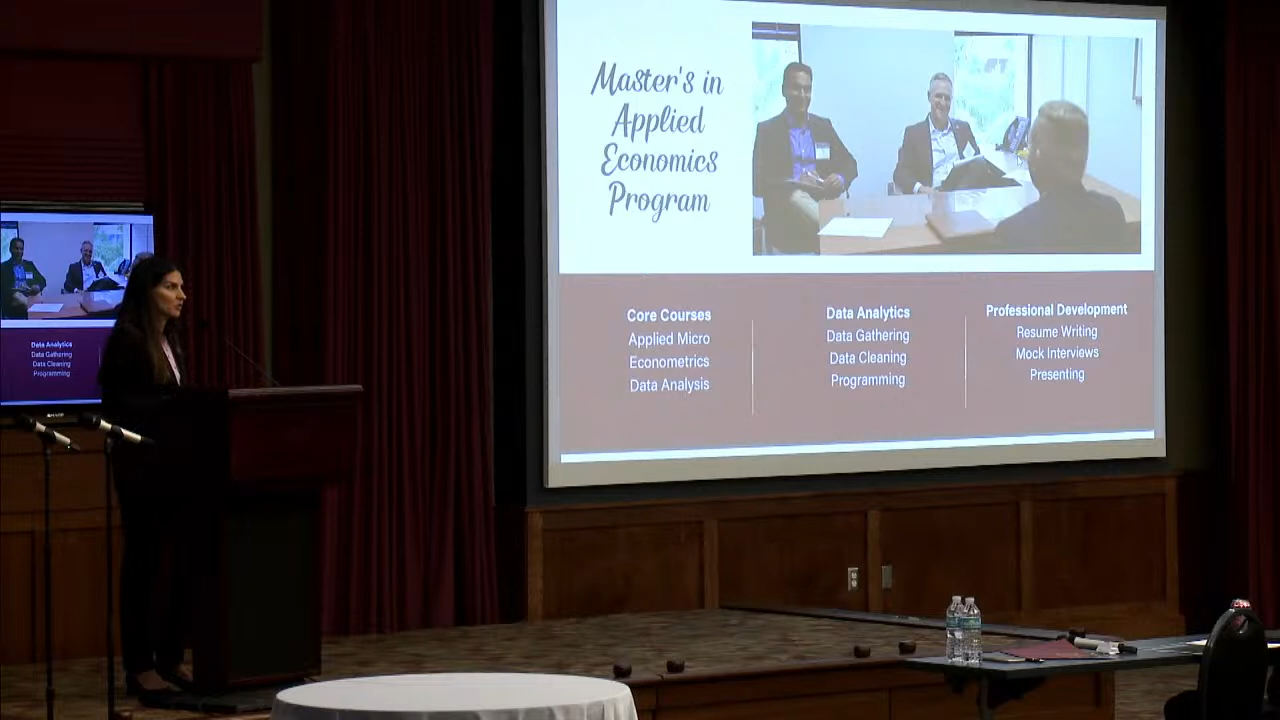 Master's in
Applied
Economics
Program
Core Courses
Applied Micro
Econometrics
Data Analysis
Data Analytics
Data Gathering
Data Cleaning
Programming
Professional Development
Resume Writing
Mock Interviews
Presenting
Data Analytics
Data Gathering
Data Cleaning
Programming